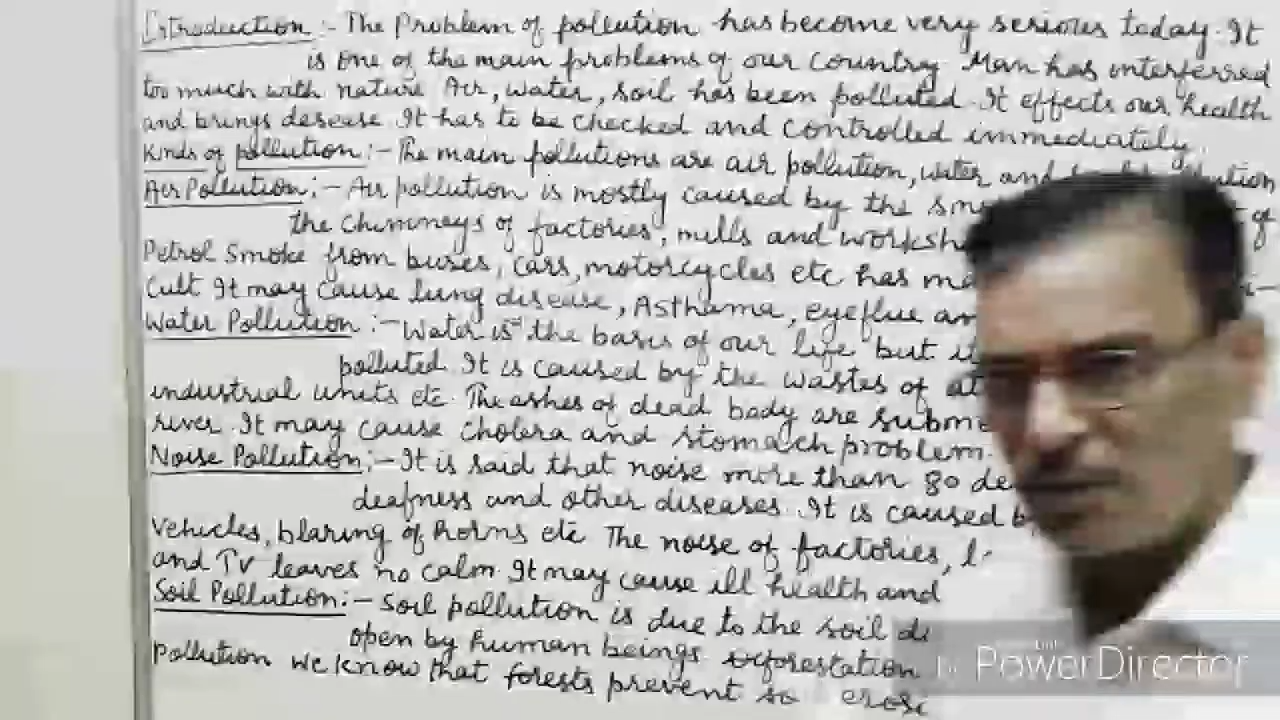 Introduction :- The Problem of pollution has become very serious today. It
is one of the main problems of our country. Man has interferred
too much with nature Air, water, soil has been polluted. It effects our health
and brings desease. It has to be checked and controlled immediately.
Kinds of pollution :- The main pollutions are air pollution, water and
Air Pollution :- Air pollution is mostly caused by the of
the chimneys of factories, mills and
Petrol Smoke from buses, cars, motorcycles etc has
Cult It may cause lung disease, Asthama, eyeflue
Water Pollution :- Water is the basis of our life but
polluted. It is caused by the wastes of
industrial units etc. The ashes of dead body are
river. It may cause cholera and stomach problem.
Noise Pollution :- It is said that noise more than 80
deafness and other diseases. It is caused
vehicles, blaring of horns etc The noise of factories,
and TV leaves no calm It may cause ill health and
Soil Pollution :- Soil pollution is due to the soil
open by human beings
pollution we know that forests prevent
PowerDirector